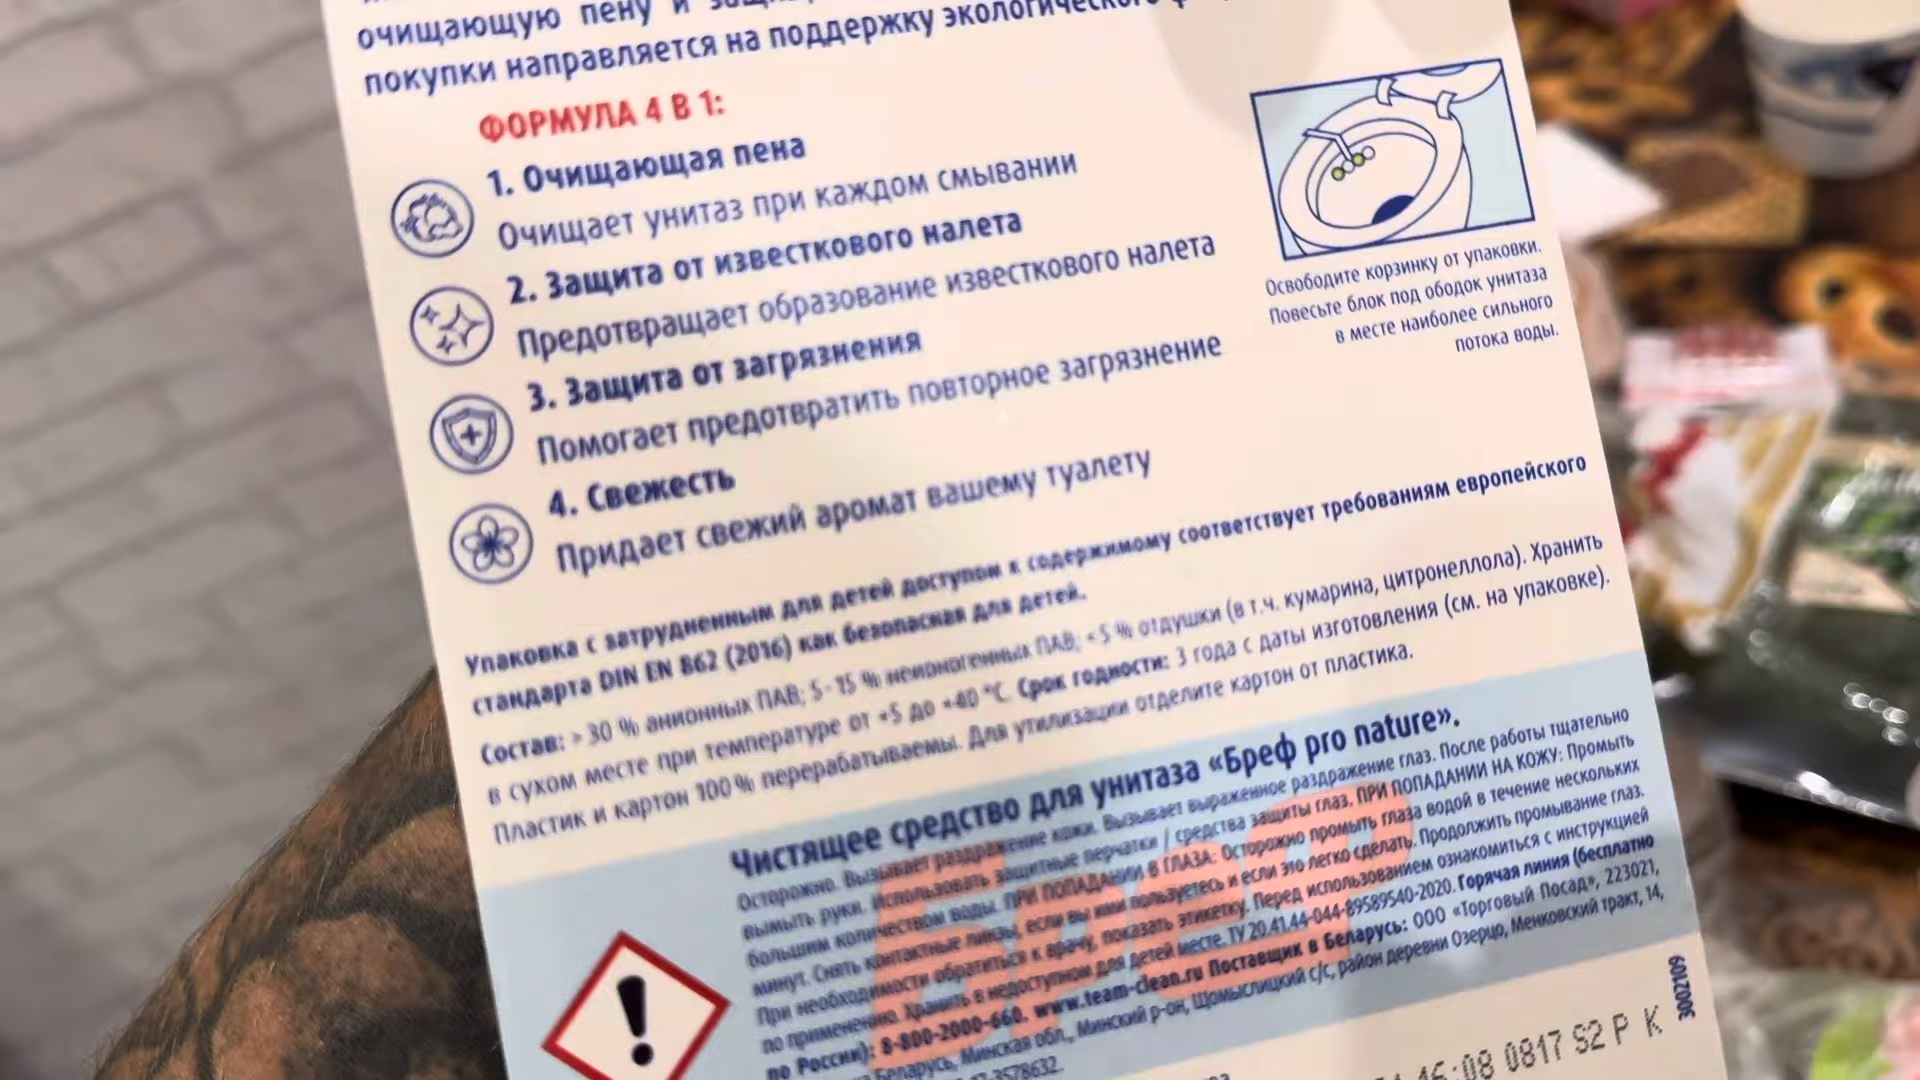 очищающую пену и
покупки направляется на поддержку экологического
ФОРМУЛА 4 В 1:
1. Очищающая пена
Очищает унитаз при каждом смывании
2. Защита от известкового налета
Предотвращает образование известкового налета
3. Защита от загрязнения
Помогает предотвратить повторное загрязнение
4. Свежесть
Придает свежий аромат вашему туалету
Освободите корзинку от упаковки.
Повесьте блок под ободок унитаза
в месте наиболее сильного
потока воды.
Упаковка с затрудненным для детей доступом к содержимому соответствует требованиям европейского
стандарта DIN EN 862 (2016) как безопасная для детей.
Состав: > 30 % анионных ПАВ; 5 - 15 % неионогенных ПАВ; < 5 % отдушки (в т.ч. кумарина, цитронеллола). Хранить
в сухом месте при температуре от +5 до +40 °C. Срок годности: 3 года с даты изготовления (см. на упаковке).
Пластик и картон 100 % перерабатываемы. Для утилизации отделите картон от пластика.
Чистящее средство для унитаза «Бреф pro nature».
Осторожно. Вызывает раздражение кожи. Вызывает выраженное раздражение глаз. После работы тщательно
вымыть руки. Использовать защитные перчатки / средства защиты глаз. ПРИ ПОПАДАНИИ НА КОЖУ: Промыть
большим количеством воды. ПРИ ПОПАДАНИИ В ГЛАЗА: Осторожно промыть глаза водой в течение нескольких
минут. Снять контактные линзы, если вы ими пользуетесь и если это легко сделать. Продолжить промывание глаз.
При необходимости обратиться к врачу, показать этикетку. Перед использованием ознакомиться с инструкцией
по применению. Хранить в недоступном для детей месте. ТУ 20.41.44-044-89589540-2020. Горячая линия (бесплатно
по России): 8-800-2000-660. www.team-clean.ru Поставщик в Беларусь: ООО «Торговый Посад», 223021,
Беларусь, Минская обл., Минский р-он, Щомыслицкий с/с, район деревни Озерцо, Менковский тракт, 14,
3578632.
Бреф
3002109
:08 0817 S2 P K